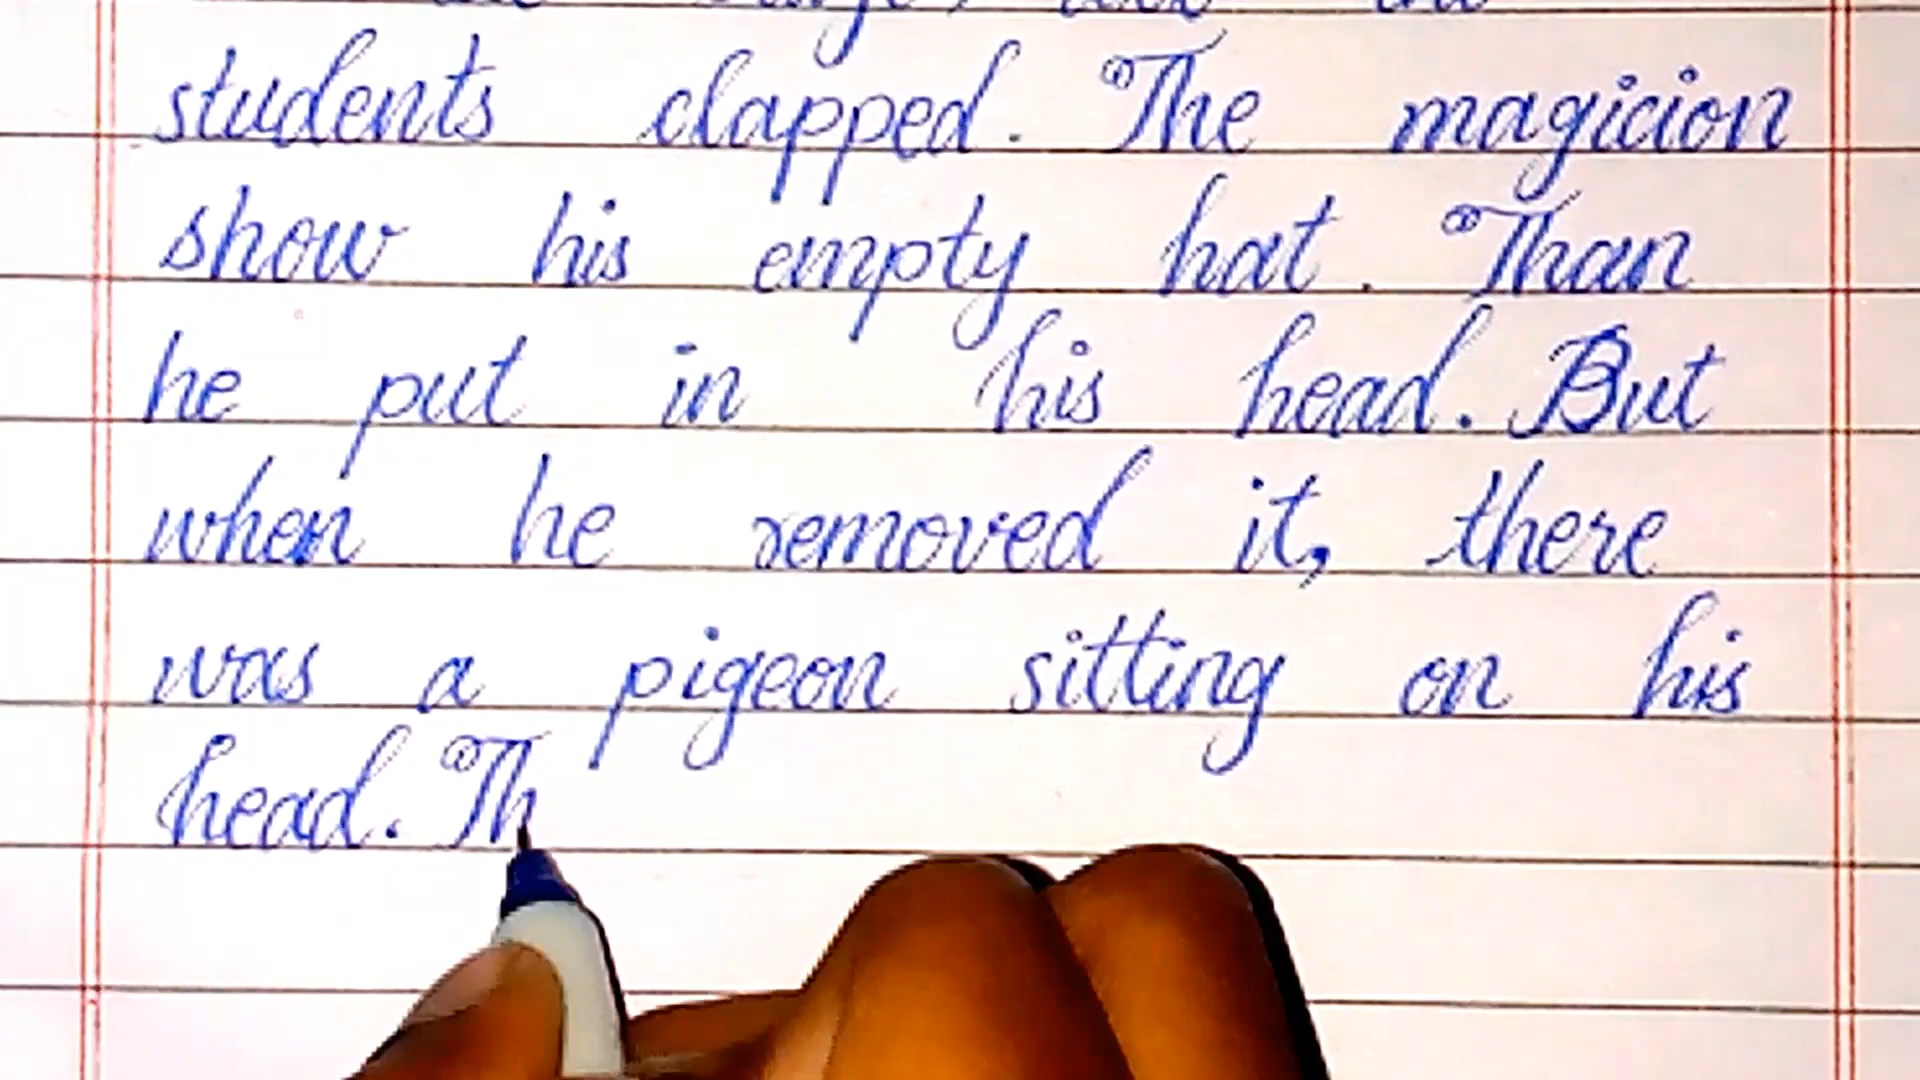 students clapped. The magicion
show his empty hat. Than
he put in his head. But
when he removed it, there
was a pigeon sitting on his
head. Th